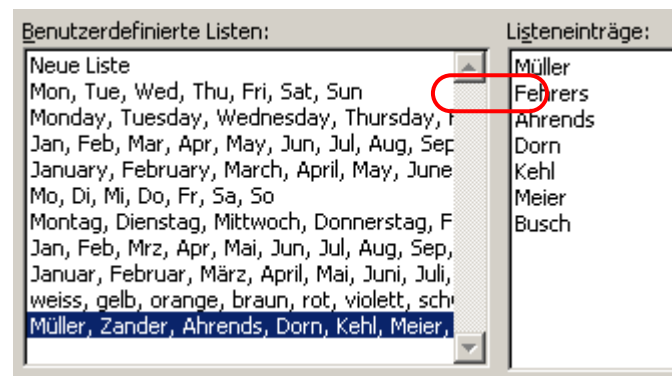 Benutzerdefinierte Listen:
Neue Liste
Mon, Tue, Wed, Thu, Fri, Sat, Sun
Monday, Tuesday, Wednesday, Thursday,
Jan, Feb, Mar, Apr, May, Jun, Jul, Aug, Sep
January, February, March, April, May, June
Mo, Di, Mi, Do, Fr, Sa, So
Montag, Dienstag, Mittwoch, Donnerstag, F
Jan, Feb, Mrz, Apr, Mai, Jun, Jul, Aug, Sep,
Januar, Februar, März, April, Mai, Juni, Juli,
weiss, gelb, orange, braun, rot, violett, sch
Müller, Zander, Ahrends, Dorn, Kehl, Meier,
Listeneinträge:
Müller
Fehrers
Ahrends
Dorn
Kehl
Meier
Busch